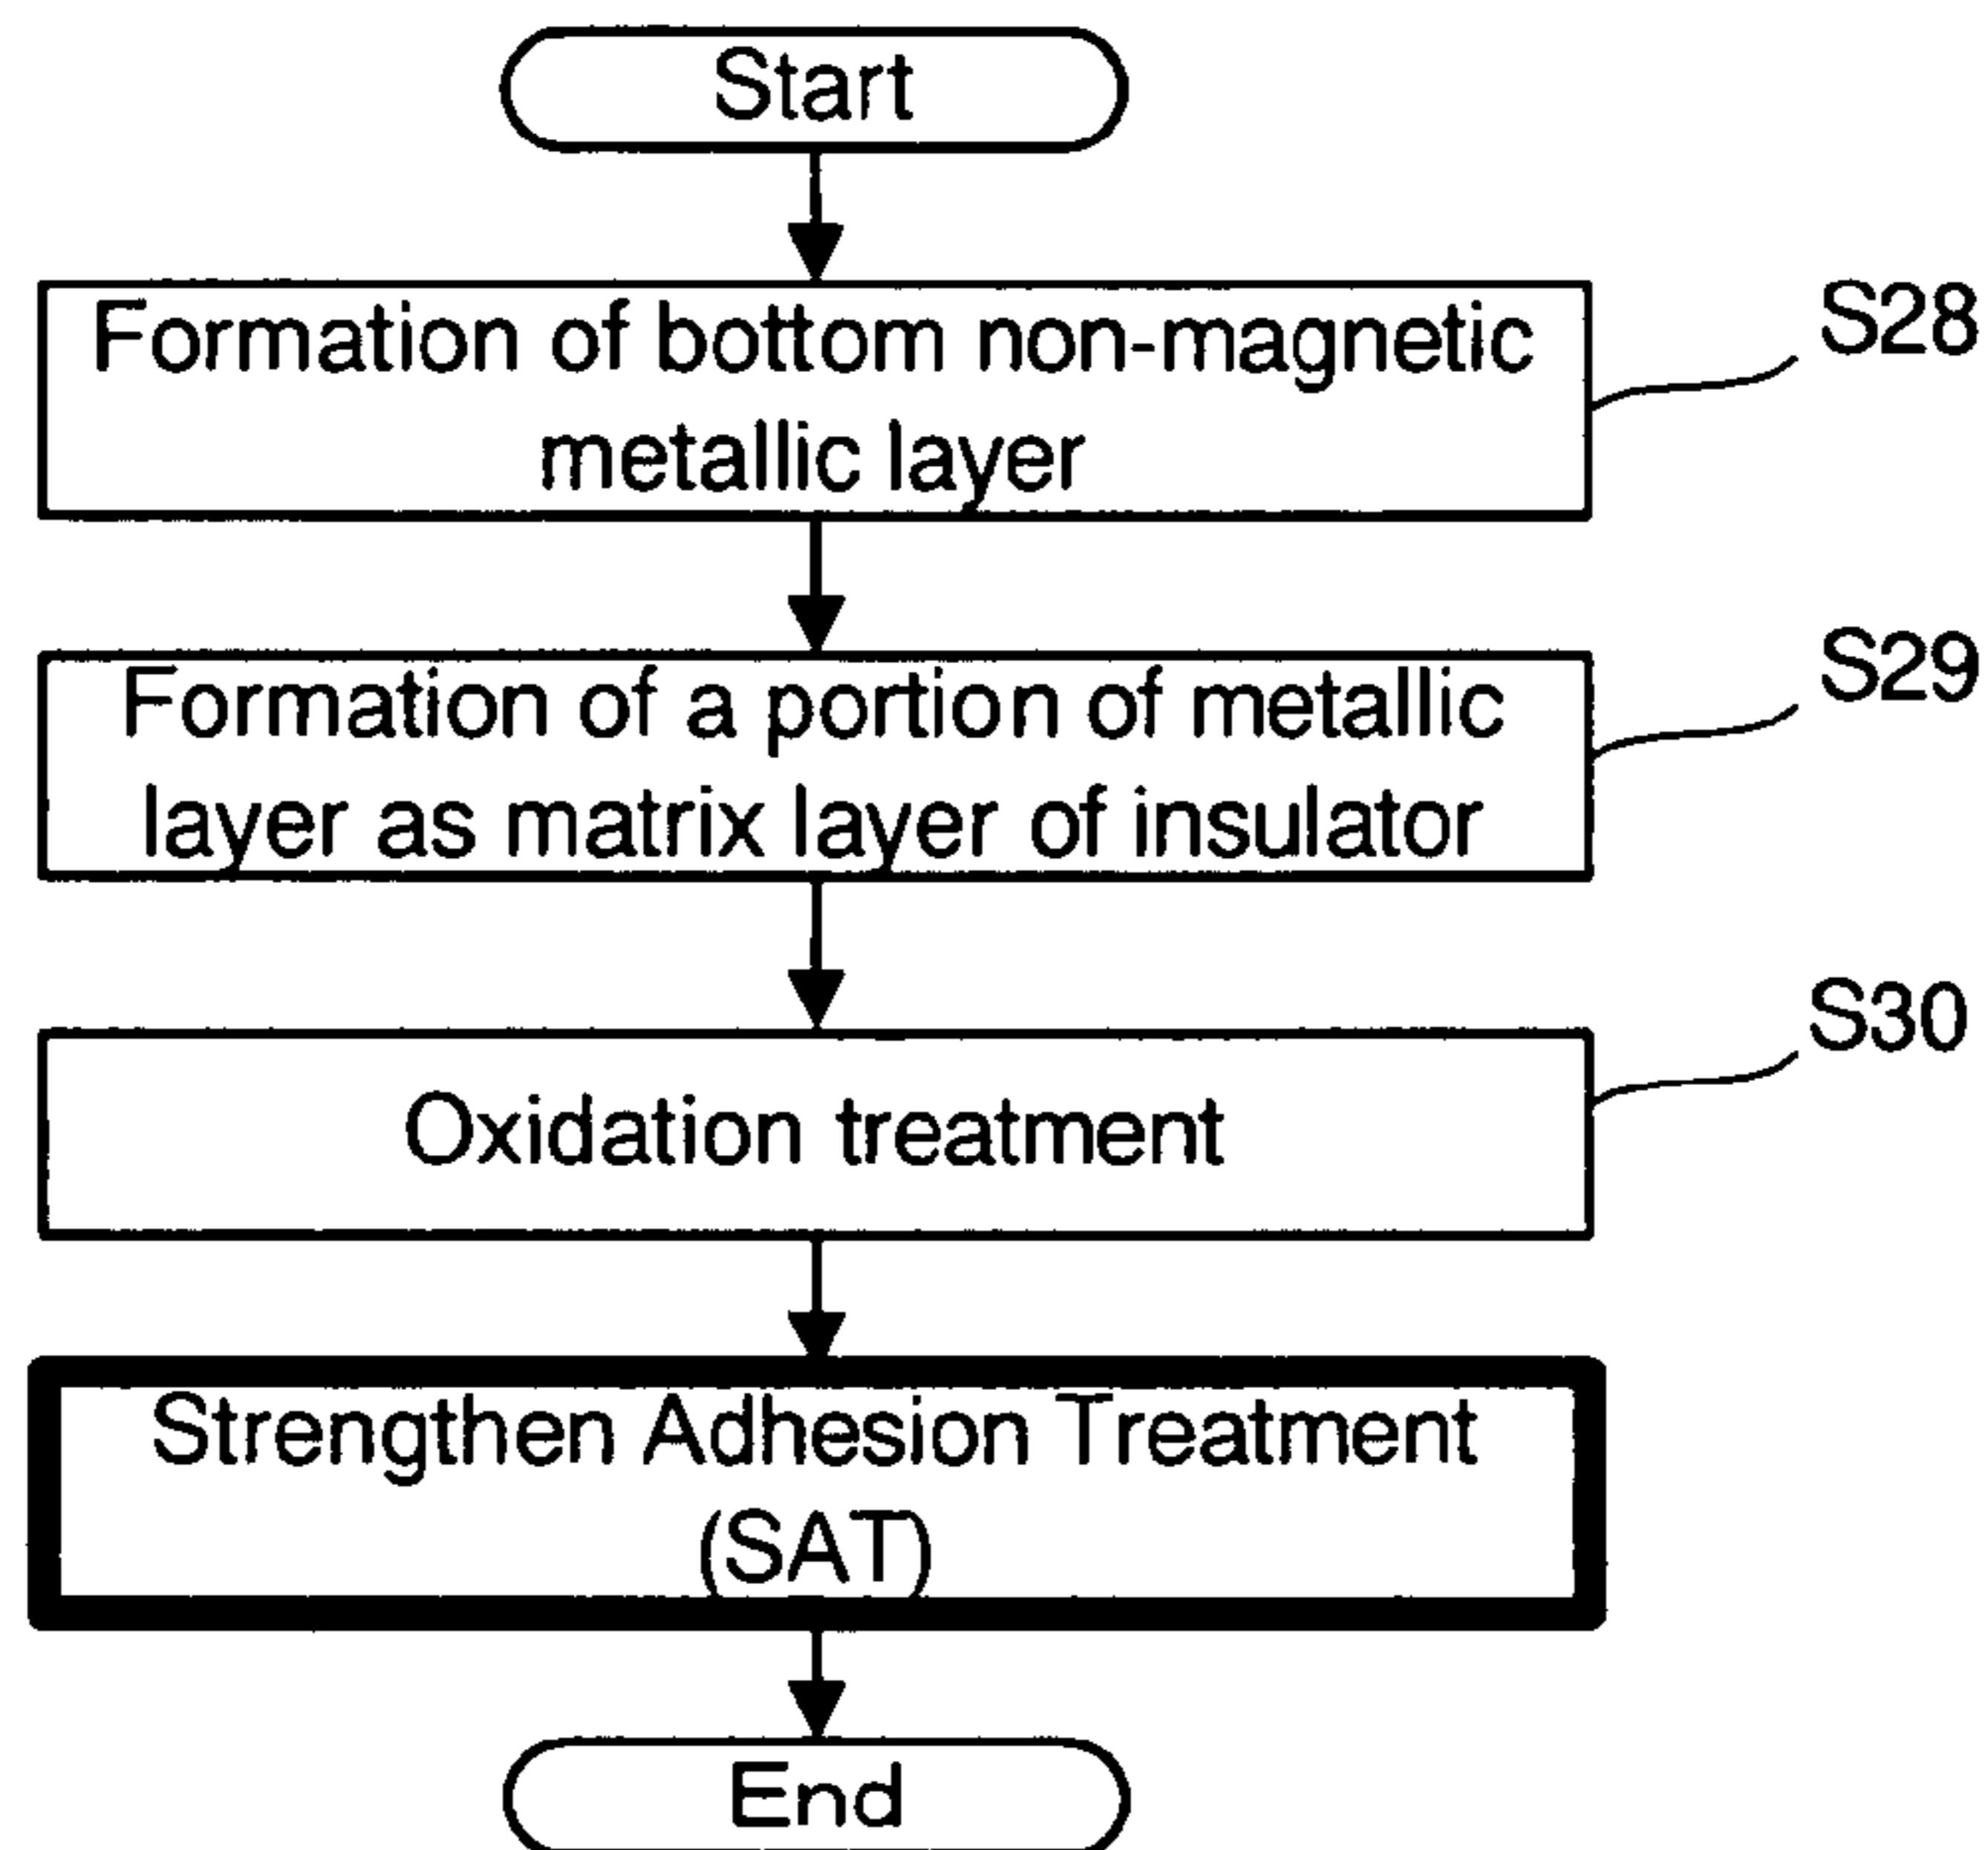 Start
Formation of bottom non-magnetic
metallic layer
S28
Formation of a portion of metallic
layer as matrix layer of insulator
S29
Oxidation treatment
S30
Strengthen Adhesion Treatment
(SAT)
End